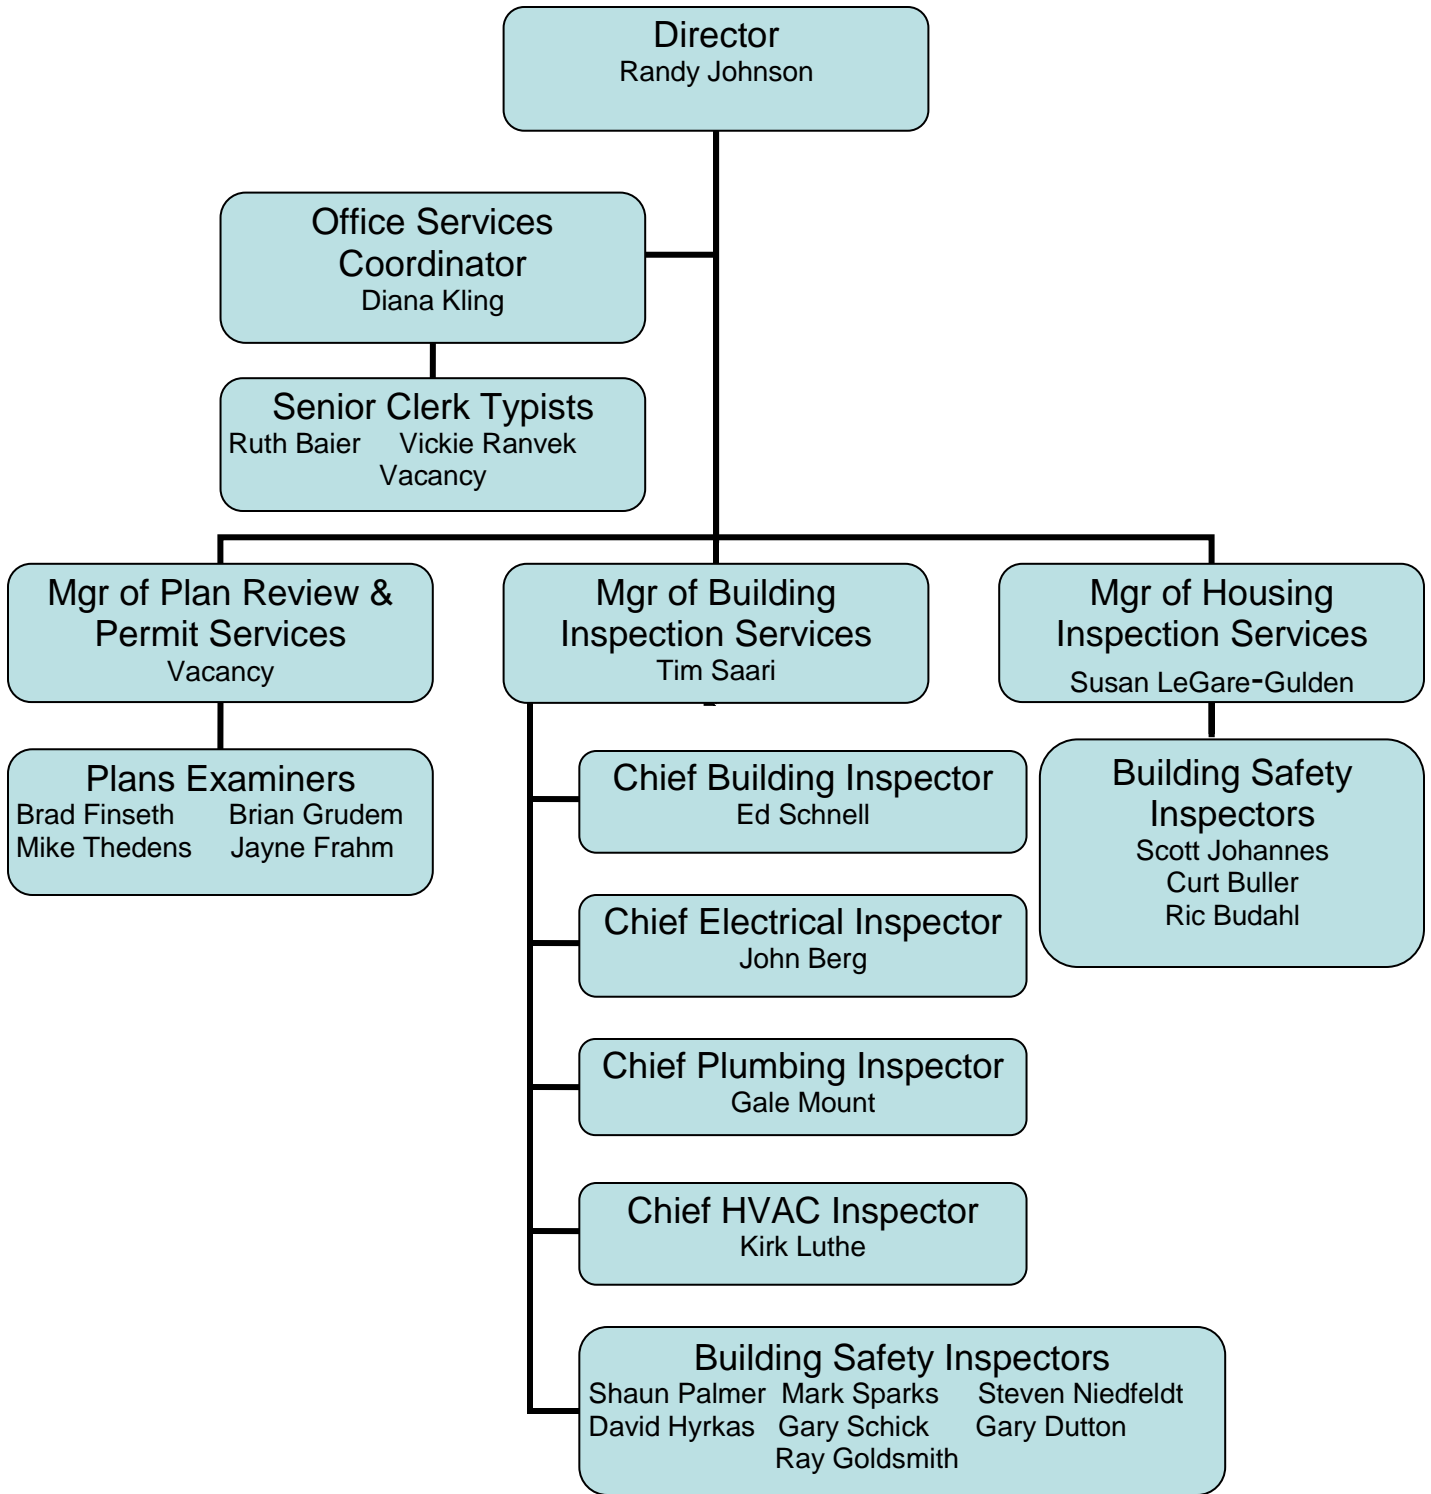 Director
Randy Johnson
Office Services
Coordinator
Diana Kling
Senior Clerk Typists
Ruth Baier Vickie Ranvek
Vacancy
Mgr of Plan Review &
Permit Services
Vacancy
Plans Examiners
Brad Finseth Brian Grudem
Mike Thedens Jayne Frahm
Mgr of Building
Inspection Services
Tim Saari
Chief Building Inspector
Ed Schnell
Chief Electrical Inspector
John Berg
Chief Plumbing Inspector
Gale Mount
Chief HVAC Inspector
Kirk Luthe
Building Safety Inspectors
Shaun Palmer Mark Sparks Steven Niedfeldt
David Hyrkas Gary Schick Gary Dutton
Ray Goldsmith
Mgr of Housing
Inspection Services
Susan LeGare-Gulden
Building Safety
Inspectors
Scott Johannes
Curt Buller
Ric Budahl